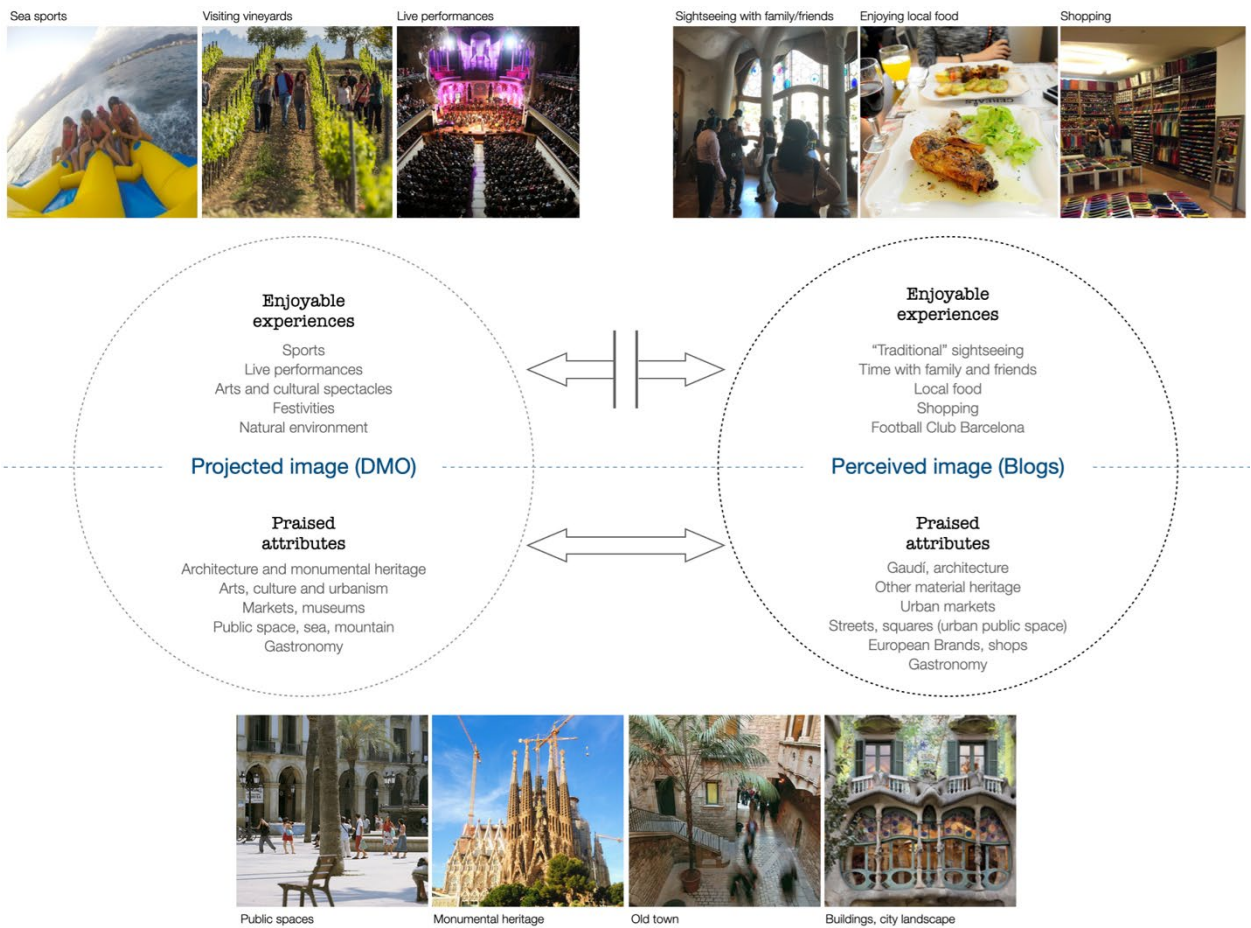 Sea sports
Visiting vineyards
Live performances
Sightseeing with family/friends
Enjoying local food
Shopping
Enjoyable
experiences
Sports
Live performances
Arts and cultural spectacles
Festivities
Natural environment
Projected image (DMO)
Praised
attributes
Architecture and monumental heritage
Arts, culture and urbanism
Markets, museums
Public space, sea, mountain
Gastronomy
Enjoyable
experiences
“Traditional” sightseeing
Time with family and friends
Local food
Shopping
Football Club Barcelona
Perceived image (Blogs)
Praised
attributes
Gaudí, architecture
Other material heritage
Urban markets
Streets, squares (urban public space)
European Brands, shops
Gastronomy
Public spaces
Monumental heritage
Old town
Buildings, city landscape